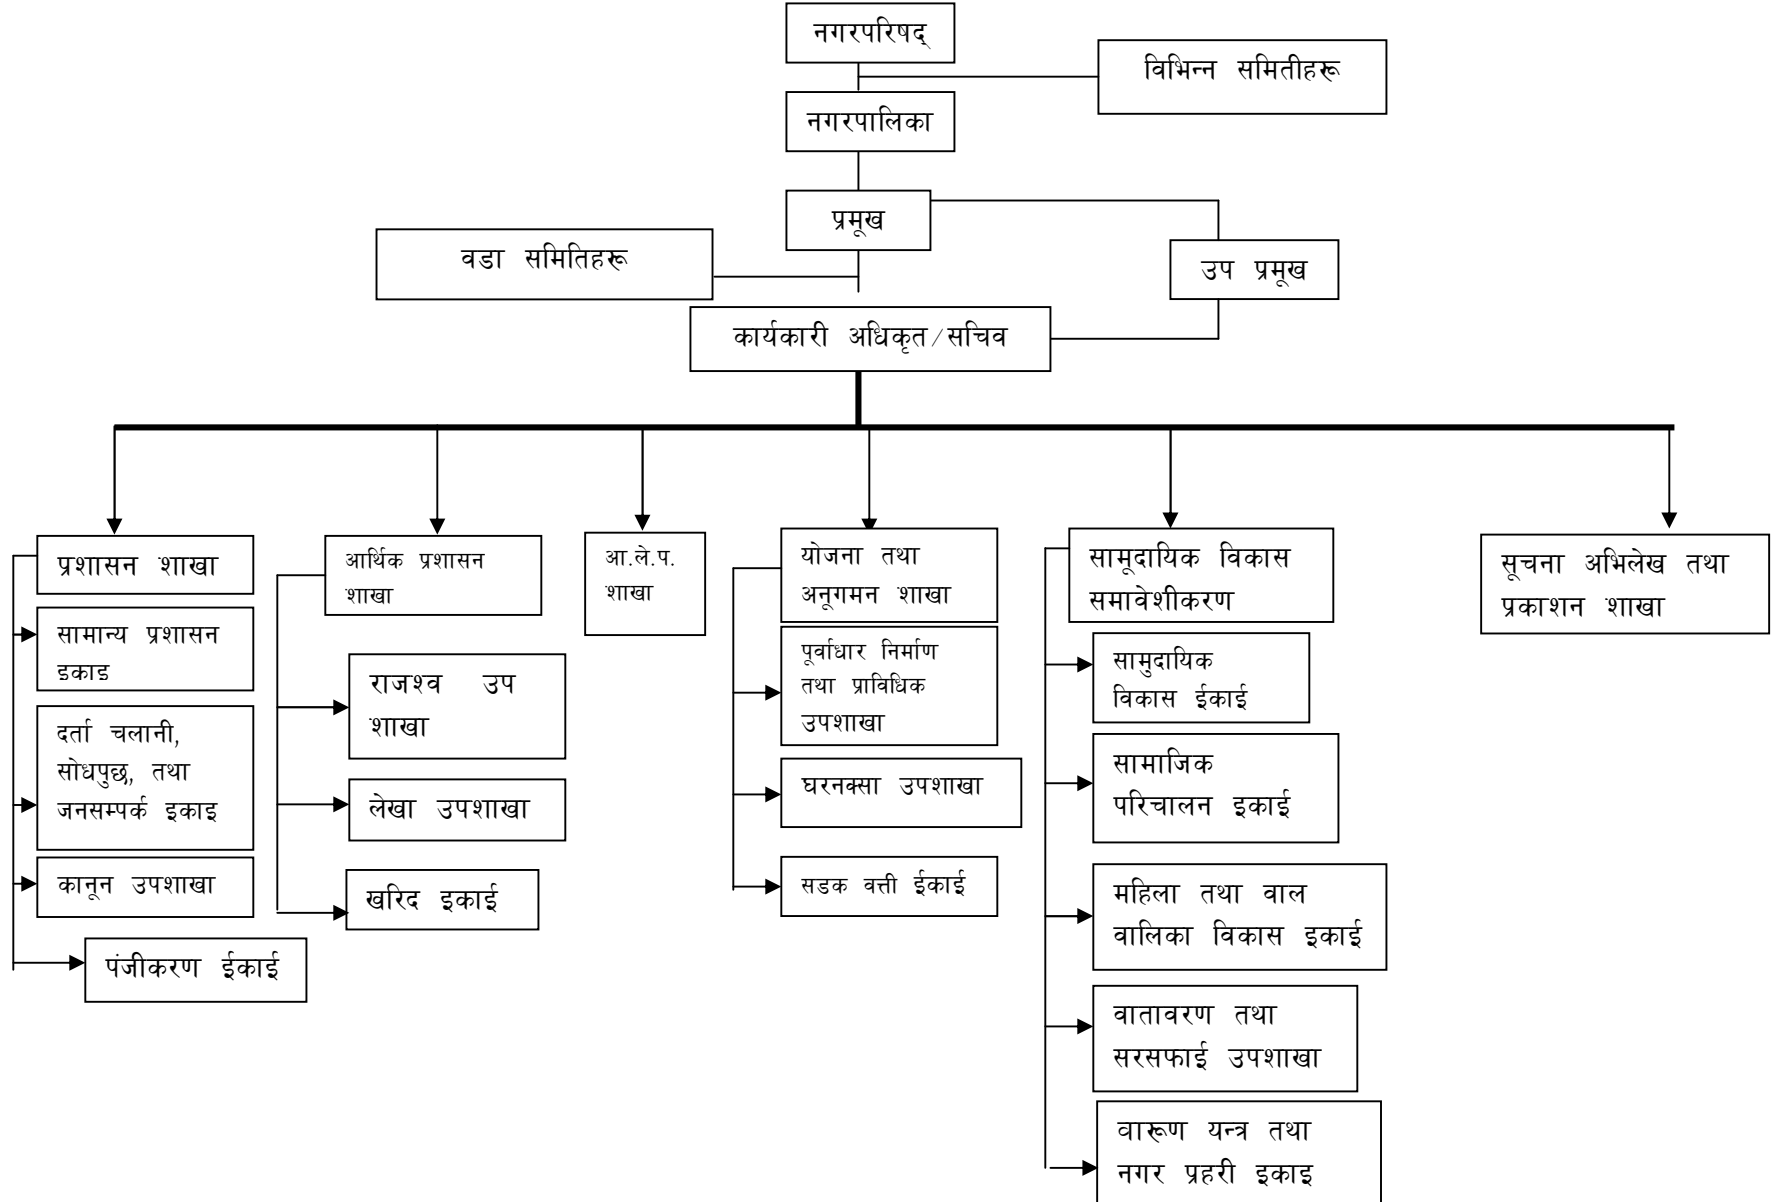 नगरपरिषद्
विभिन्न समितीहरू
नगरपालिका
प्रमूख
वडा समितिहरू
उप प्रमूख
कार्यकारी अधिकृत/सचिव
प्रशासन शाखा
सामान्य प्रशासन
इकाइ
दर्ता चलानी,
सोधपुछ, तथा
जनसम्पर्क इकाइ
कानून उपशाखा
पंजीकरण ईकाई
आर्थिक प्रशासन
शाखा
राजश्व उप
शाखा
लेखा उपशाखा
खरिद इकाई
आ.ले.प.
शाखा
योजना तथा
अनूगमन शाखा
पूर्वाधार निर्माण
तथा प्राविधिक
उपशाखा
घरनक्सा उपशाखा
सडक वत्ती ईकाई
सामूदायिक विकास
समावेशीकरण
सामुदायिक
विकास ईकाई
सामाजिक
परिचालन इकाई
महिला तथा वाल
वालिका विकास इकाई
वातावरण तथा
सरसफाई उपशाखा
वारूण यन्त्र तथा
नगर प्रहरी इकाइ
सूचना अभिलेख तथा
प्रकाशन शाखा